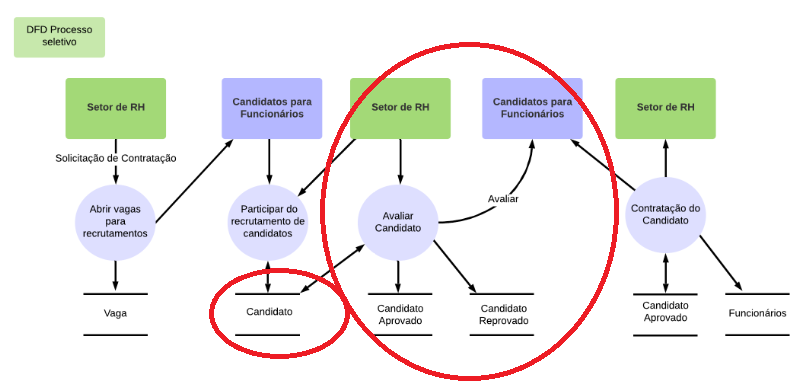 DFD Processo
seletivo
Setor de RH
Candidatos para
Funcionários
Setor de RH
Candidatos para
Funcionários
Setor de RH
Solicitação de Contratação
Abrir vagas
para
recrutamentos
Participar do
recrutamento de
candidatos
Avaliar
Candidato
Avaliar
Contratação do
Candidato
Vaga
Candidato
Candidato
Aprovado
Candidato
Reprovado
Candidato
Aprovado
Funcionários